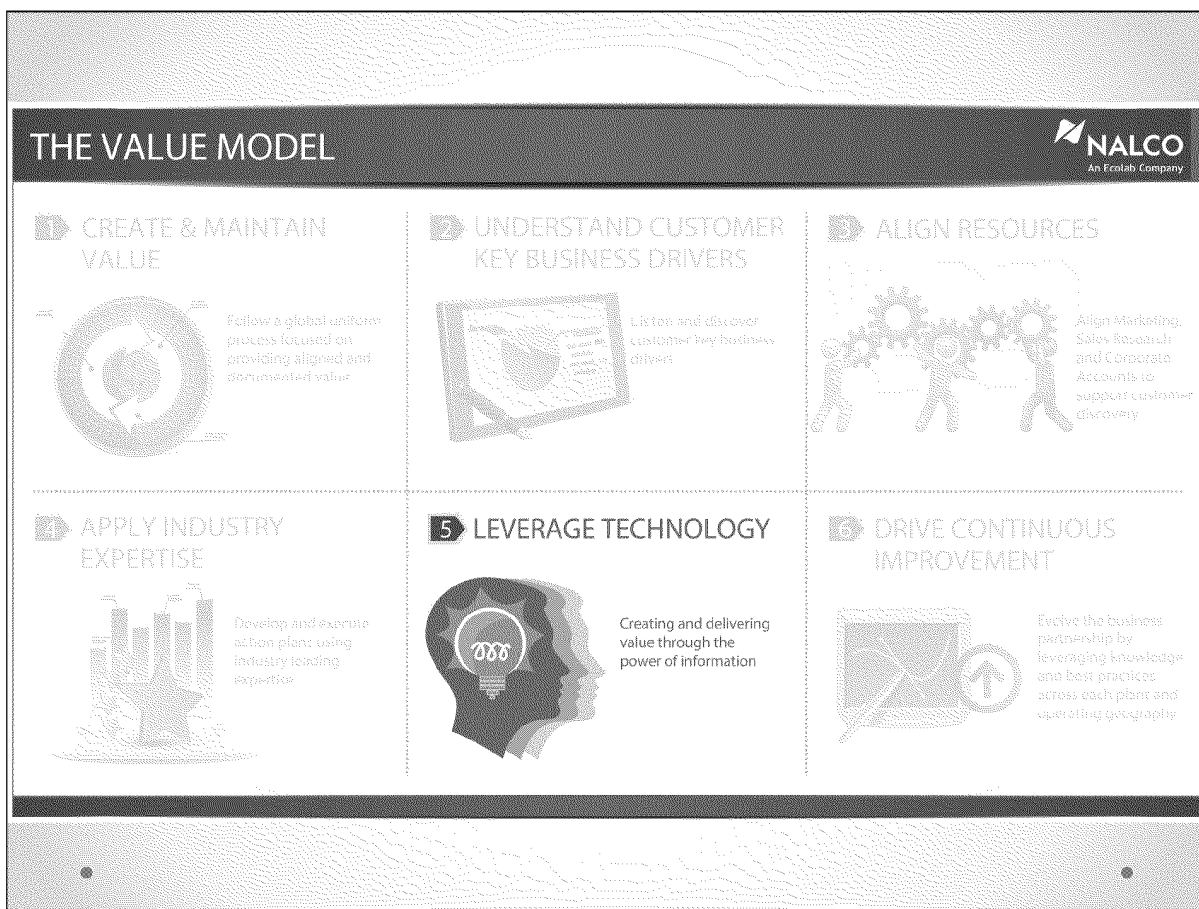 THE VALUE MODEL
NALCO
An Ecolab Company
1 CREATE & MAINTAIN
VALUE
Follow a global uniform
process focused on
providing aligned and
documented value
2 UNDERSTAND CUSTOMER
KEY BUSINESS DRIVERS
Listen and discover
customer key business
drivers
3 ALIGN RESOURCES
Align Marketing,
Sales Research
and Corporate
Accounts to
support customer
discovery
4 APPLY INDUSTRY
EXPERTISE
Develop and execute
action plans using
industry leading
expertise
5 LEVERAGE TECHNOLOGY
Creating and delivering
value through the
power of information
6 DRIVE CONTINUOUS
IMPROVEMENT
Evolve the business
partnership by
leveraging knowledge
and best practices
across each plant and
operating geography